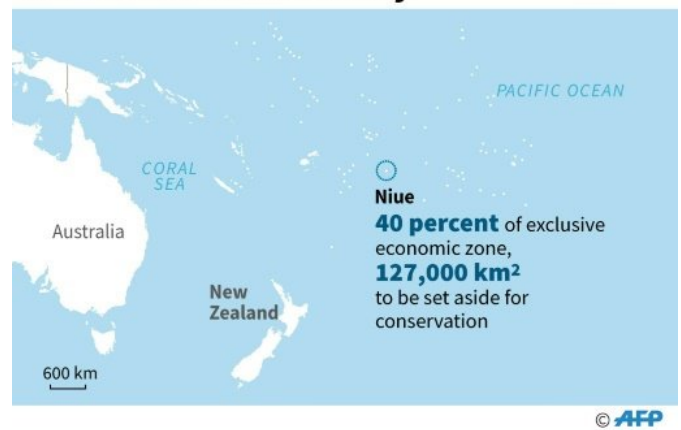 PACIFIC OCEAN
CORAL
SEA
Niue
40 percent of exclusive
economic zone,
127,000 km²
to be set aside for
conservation
Australia
New
Zealand
600 km
© AFP